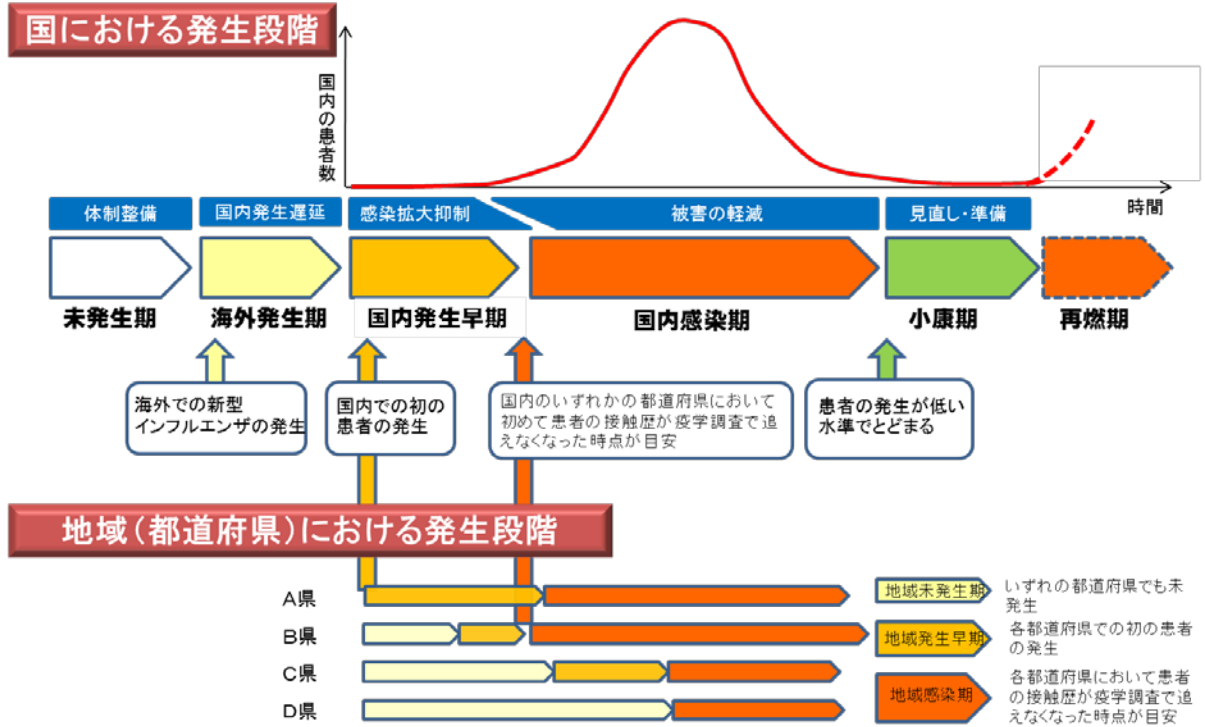 国における発生段階
国内の患者数
時間
体制整備
国内発生遅延
感染拡大抑制
被害の軽減
見直し・準備
未発生期
海外発生期
国内発生早期
国内感染期
小康期
再燃期
海外での新型
インフルエンザの発生
国内での初の
患者の発生
国内のいずれかの都道府県において
初めて患者の接触歴が疫学調査で追
えなくなった時点が目安
患者の発生が低い
水準でとどまる
地域(都道府県)における発生段階
A県
B県
C県
D県
地域未発生期
いずれの都道府県でも未
発生
地域発生早期
各都道府県での初の患者
の発生
地域感染期
各都道府県において患者
の接触歴が疫学調査で追
えなくなった時点が目安